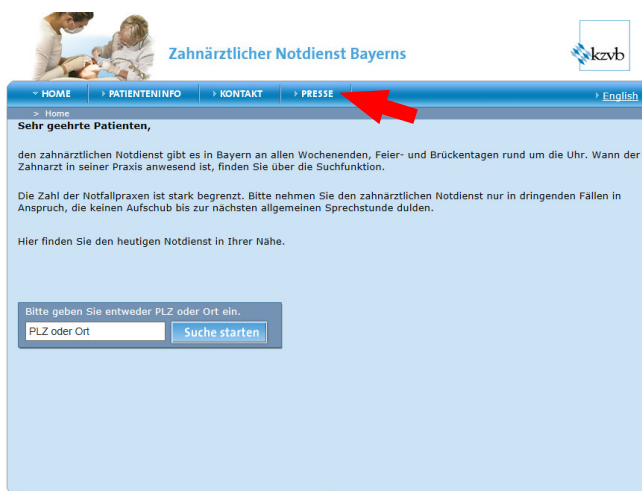 Zahnärztlicher Notdienst Bayerns
kzvb
HOME PATIENTENINFO KONTAKT PRESSE English
> Home
Sehr geehrte Patienten,
den zahnärztlichen Notdienst gibt es in Bayern an allen Wochenenden, Feier- und Brückentagen rund um die Uhr. Wann der
Zahnarzt in seiner Praxis anwesend ist, finden Sie über die Suchfunktion.
Die Zahl der Notfallpraxen ist stark begrenzt. Bitte nehmen Sie den zahnärztlichen Notdienst nur in dringenden Fällen in
Anspruch, die keinen Aufschub bis zur nächsten allgemeinen Sprechstunde dulden.
Hier finden Sie den heutigen Notdienst in Ihrer Nähe.
Bitte geben Sie entweder PLZ oder Ort ein.
PLZ oder Ort Suche starten